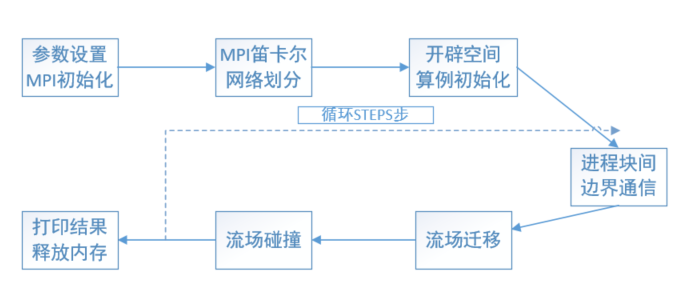 参数设置
MPI初始化
MPI笛卡尔
网络划分
开辟空间
算例初始化
循环STEPS步
进程块间
边界通信
流场迁移
流场碰撞
打印结果
释放内存